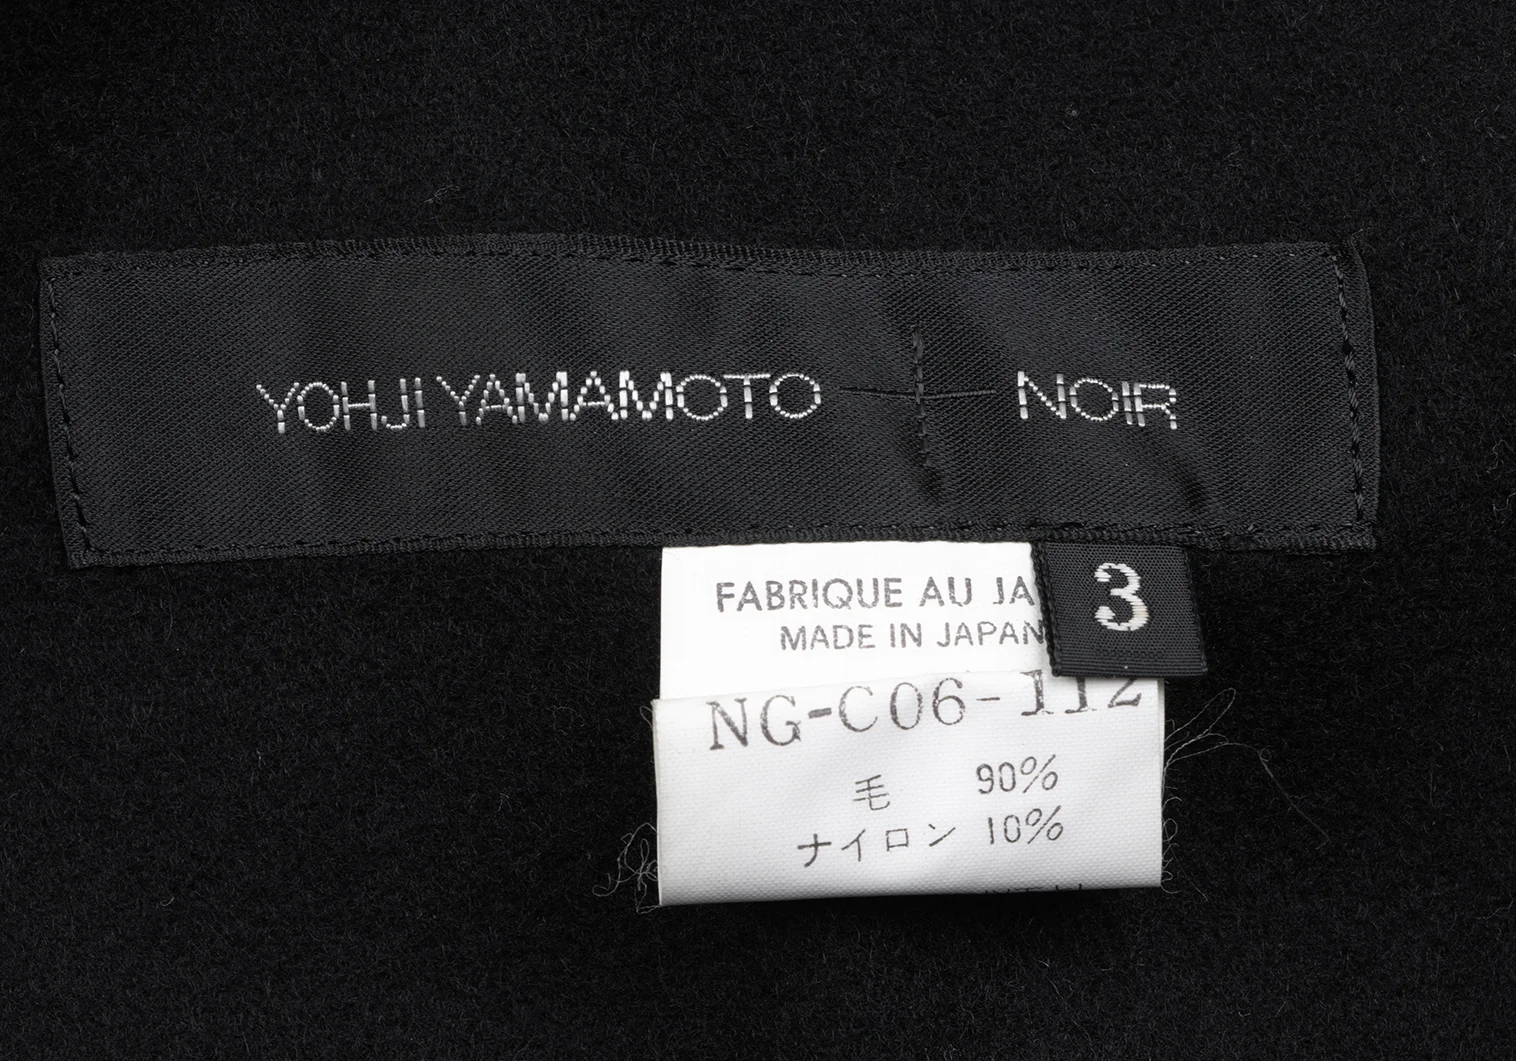 YOHJI YAMAMOTO NOIR
3
FABRIQUE AU JA
MADE IN JAPAN
NG-C06-112
毛 90%
ナイロン 10%